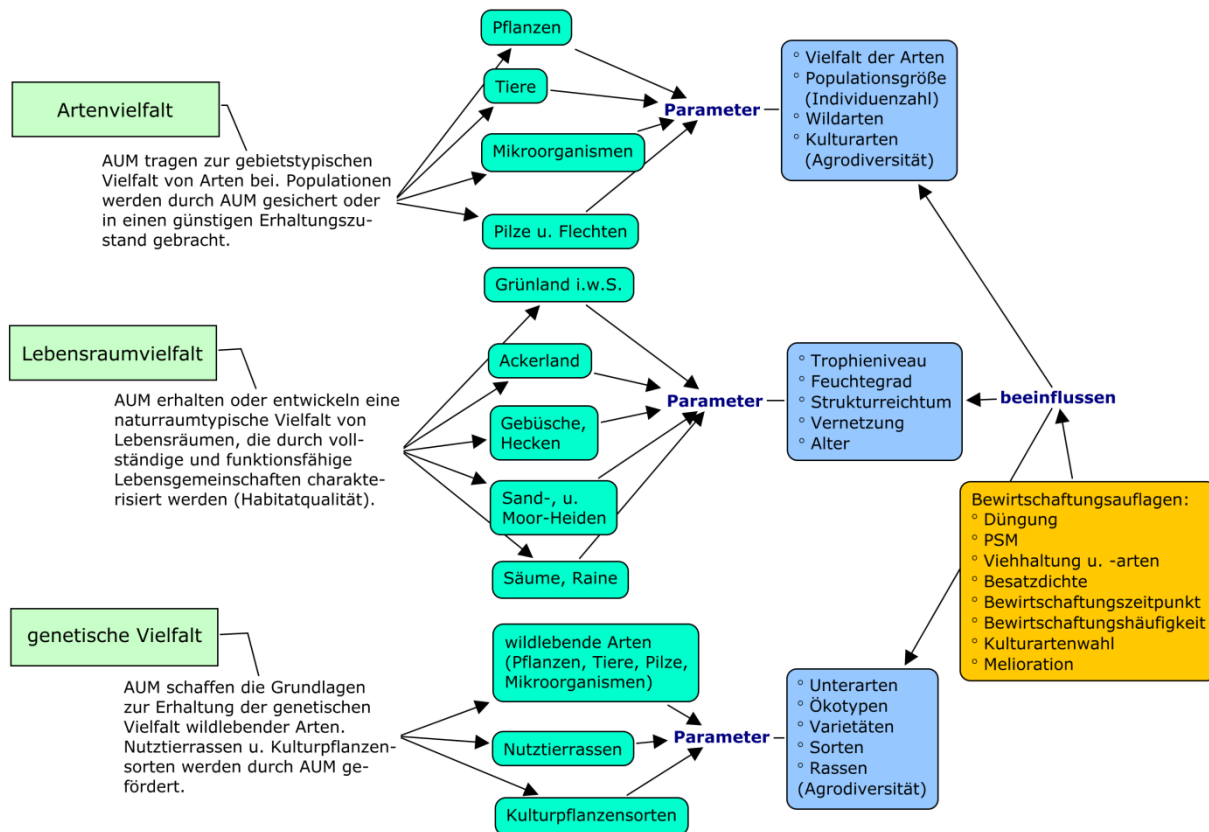 Artenvielfalt
AUM tragen zur gebietstypischen
Vielfalt von Arten bei. Populationen
werden durch AUM gesichert oder
in einen günstigen Erhaltungszu-
stand gebracht.
Pflanzen
Tiere
Mikroorganismen
Pilze u. Flechten
Parameter
° Vielfalt der Arten
° Populationsgröße
(Individuenzahl)
° Wildarten
° Kulturarten
(Agrodiversität)
Lebensraumvielfalt
AUM erhalten oder entwickeln eine
naturraumtypische Vielfalt von
Lebensräumen, die durch voll-
ständige und funktionsfähige
Lebensgemeinschaften charakte-
risiert werden (Habitatqualität).
Grünland i.w.S.
Ackerland
Gebüsche,
Hecken
Sand-, u.
Moor-Heiden
Säume, Raine
Parameter
° Trophieniveau
° Feuchtegrad
° Strukturreichtum
° Vernetzung
° Alter
beeinflussen
Bewirtschaftungsauflagen:
° Düngung
° PSM
° Viehhaltung u. -arten
° Besatzdichte
° Bewirtschaftungszeitpunkt
° Bewirtschaftungshäufigkeit
° Kulturartenwahl
° Melioration
genetische Vielfalt
AUM schaffen die Grundlagen
zur Erhaltung der genetischen
Vielfalt wildlebender Arten.
Nutztierrassen u. Kulturpflanzen-
sorten werden durch AUM ge-
fördert.
wildlebende Arten
(Pflanzen, Tiere, Pilze,
Mikroorganismen)
Nutztierrassen
Kulturpflanzensorten
Parameter
° Unterarten
° Ökotypen
° Varietäten
° Sorten
° Rassen
(Agrodiversität)